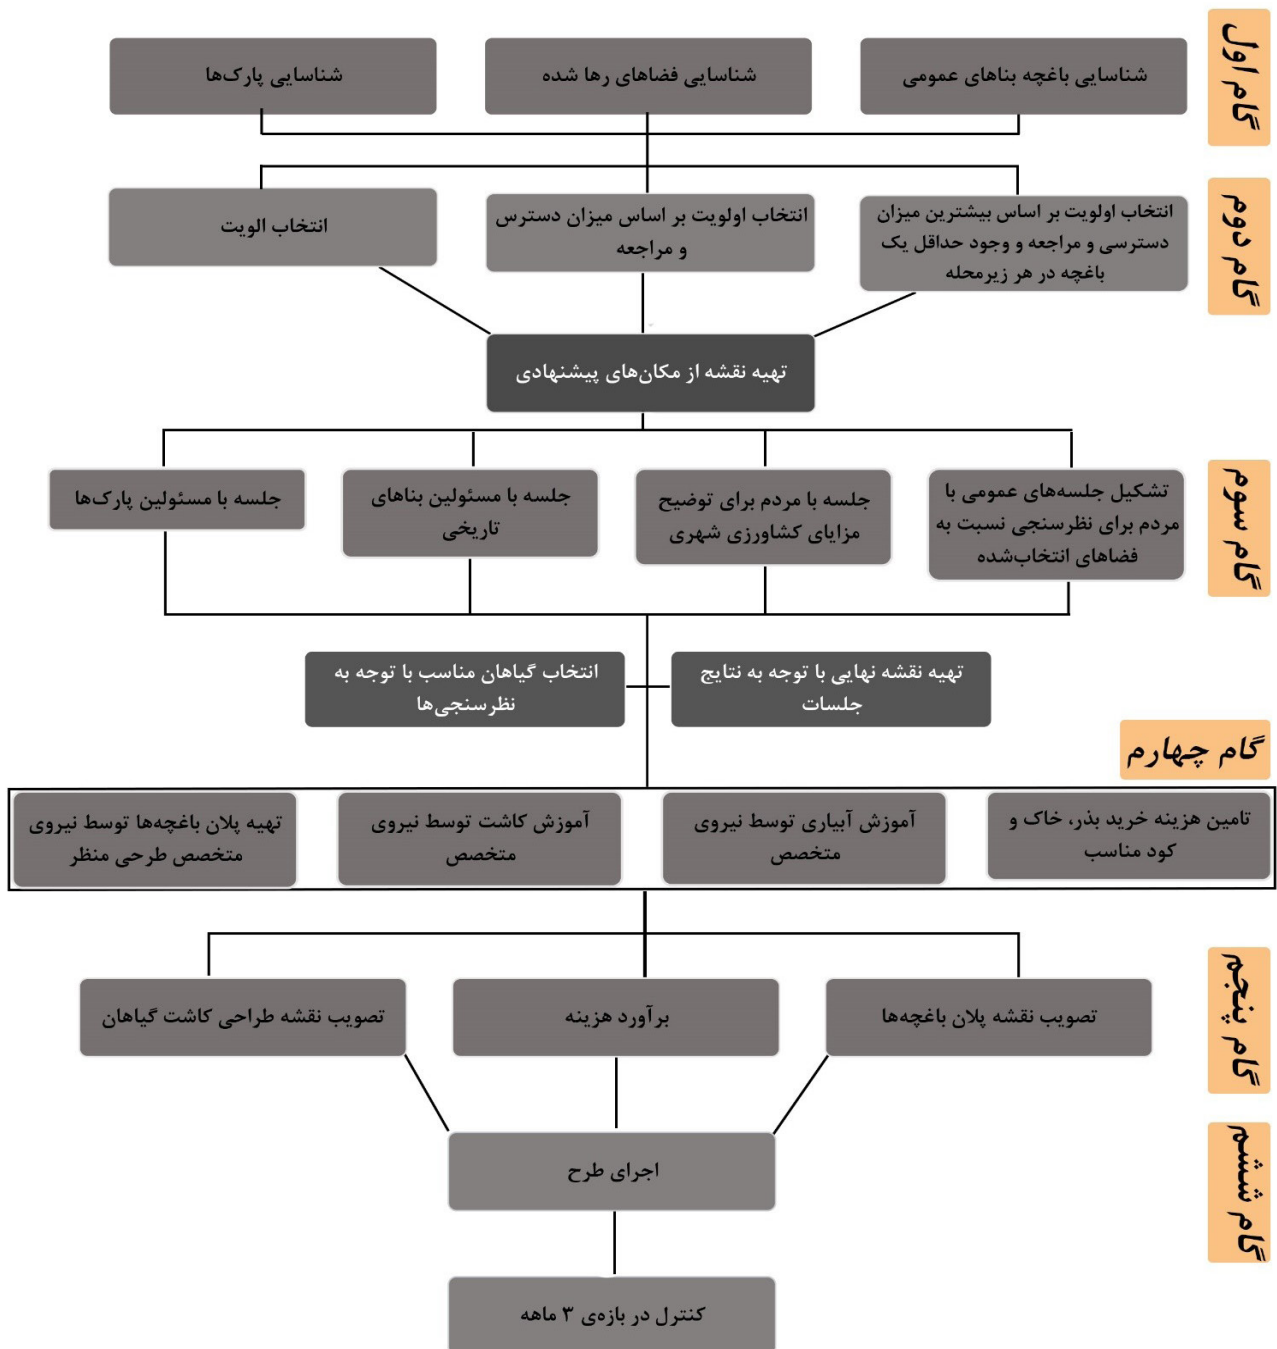 گام اول
شناسایی باغچه بناهای عمومی
شناسایی فضاهای رها شده
شناسایی پارک‌ها
گام دوم
انتخاب اولویت بر اساس بیشترین میزان
دسترسی و مراجعه و وجود حداقل یک
باغچه در هر زیرمحله
انتخاب اولویت بر اساس میزان دسترس
و مراجعه
انتخاب الویت
تهیه نقشه از مکان‌های پیشنهادی
گام سوم
تشکیل جلسه‌های عمومی با
مردم برای نظرسنجی نسبت به
فضاهای انتخاب‌شده
جلسه با مردم برای توضیح
مزایای کشاورزی شهری
جلسه با مسئولین بناهای
تاریخی
جلسه با مسئولین پارک‌ها
تهیه نقشه نهایی با توجه به نتایج
جلسات
انتخاب گیاهان مناسب با توجه به
نظرسنجی‌ها
گام چهارم
تامین هزینه خرید بذر، خاک و
کود مناسب
آموزش آبیاری توسط نیروی
متخصص
آموزش کاشت توسط نیروی
متخصص
تهیه پلان باغچه‌ها توسط نیروی
متخصص طرحی منظر
گام پنجم
تصویب نقشه پلان باغچه‌ها
برآورد هزینه
تصویب نقشه طراحی کاشت گیاهان
گام ششم
اجرای طرح
کنترل در بازه‌ی ۳ ماهه